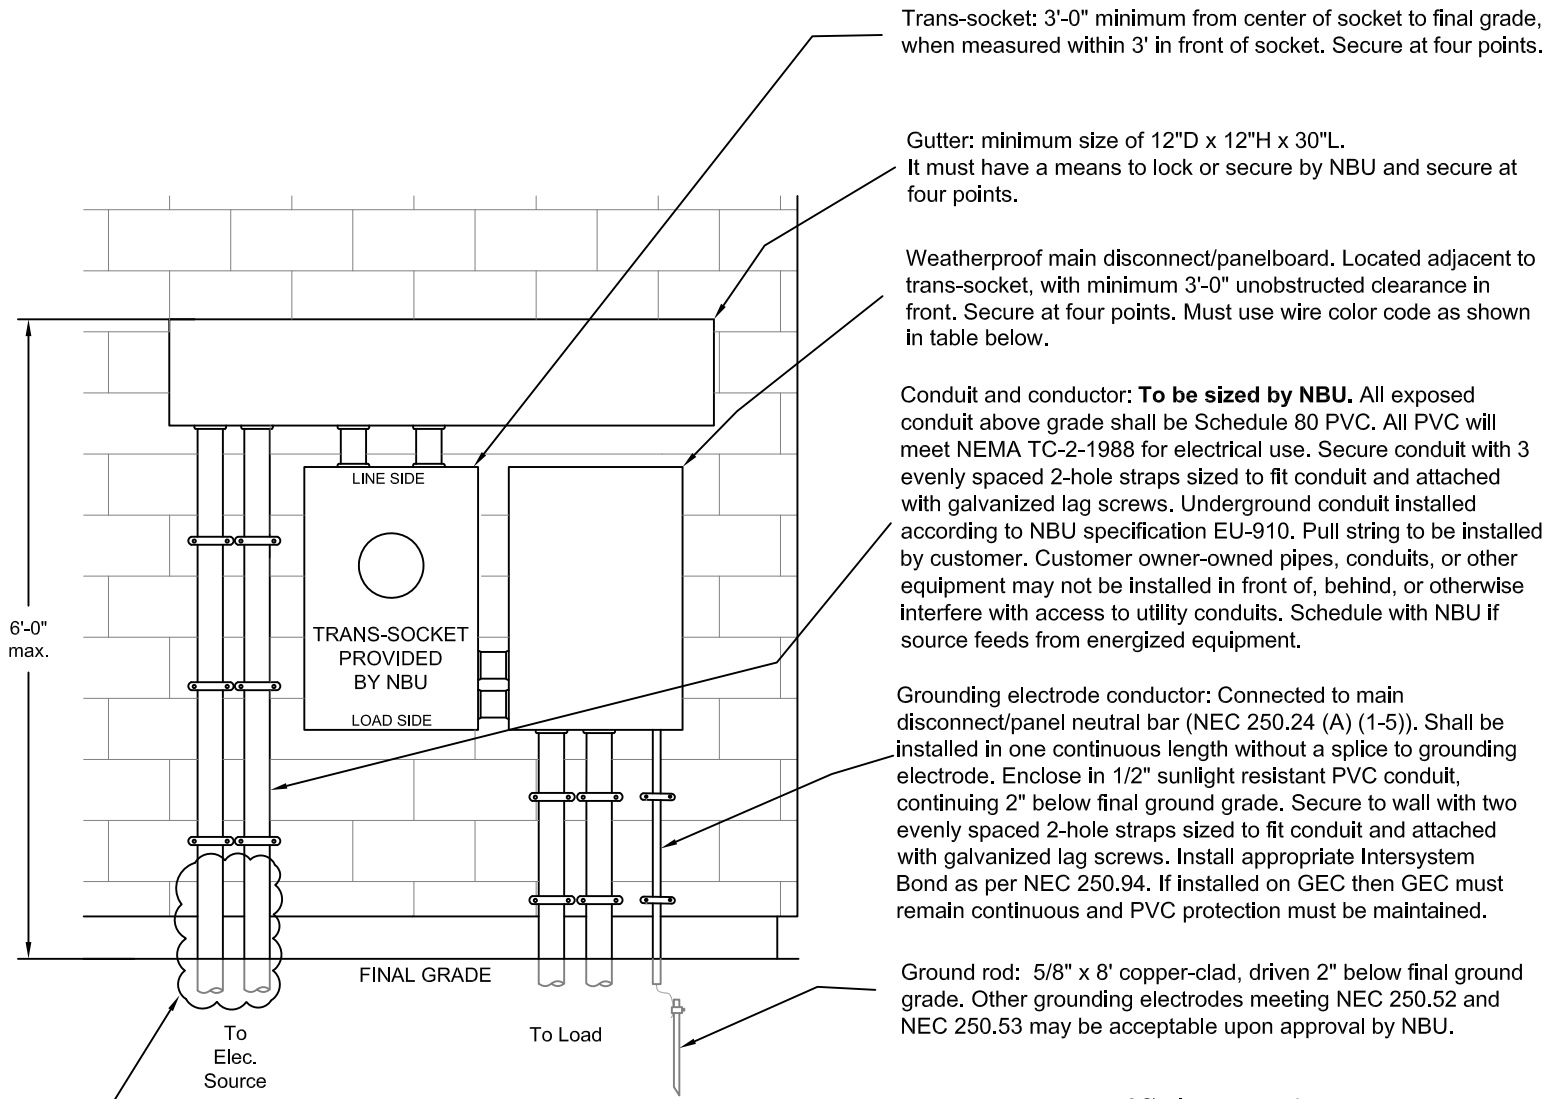 Trans-socket: 3'-0" minimum from center of socket to final grade,
when measured within 3' in front of socket. Secure at four points.
Gutter: minimum size of 12"D x 12"H x 30"L.
It must have a means to lock or secure by NBU and secure at
four points.
Weatherproof main disconnect/panelboard. Located adjacent to
trans-socket, with minimum 3'-0" unobstructed clearance in
front. Secure at four points. Must use wire color code as shown
in table below.
Conduit and conductor: To be sized by NBU. All exposed
conduit above grade shall be Schedule 80 PVC. All PVC will
meet NEMA TC-2-1988 for electrical use. Secure conduit with 3
evenly spaced 2-hole straps sized to fit conduit and attached
with galvanized lag screws. Underground conduit installed
according to NBU specification EU-910. Pull string to be installed
by customer. Customer owner-owned pipes, conduits, or other
equipment may not be installed in front of, behind, or otherwise
interfere with access to utility conduits. Schedule with NBU if
source feeds from energized equipment.
Grounding electrode conductor: Connected to main
disconnect/panel neutral bar (NEC 250.24 (A) (1-5)). Shall be
installed in one continuous length without a splice to grounding
electrode. Enclose in 1/2" sunlight resistant PVC conduit,
continuing 2" below final ground grade. Secure to wall with two
evenly spaced 2-hole straps sized to fit conduit and attached
with galvanized lag screws. Install appropriate Intersystem
Bond as per NEC 250.94. If installed on GEC then GEC must
remain continuous and PVC protection must be maintained.
Ground rod: 5/8" x 8' copper-clad, driven 2" below final ground
grade. Other grounding electrodes meeting NEC 250.52 and
NEC 250.53 may be acceptable upon approval by NBU.
6'-0"
max.
LINE SIDE
TRANS-SOCKET
PROVIDED
BY NBU
LOAD SIDE
FINAL GRADE
To
Elec.
Source
To Load